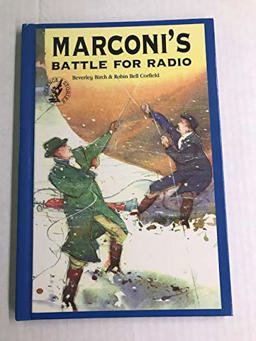 MARCONI'S
BATTLE FOR RADIO
Beverley Birch & Robin Bell Corfield